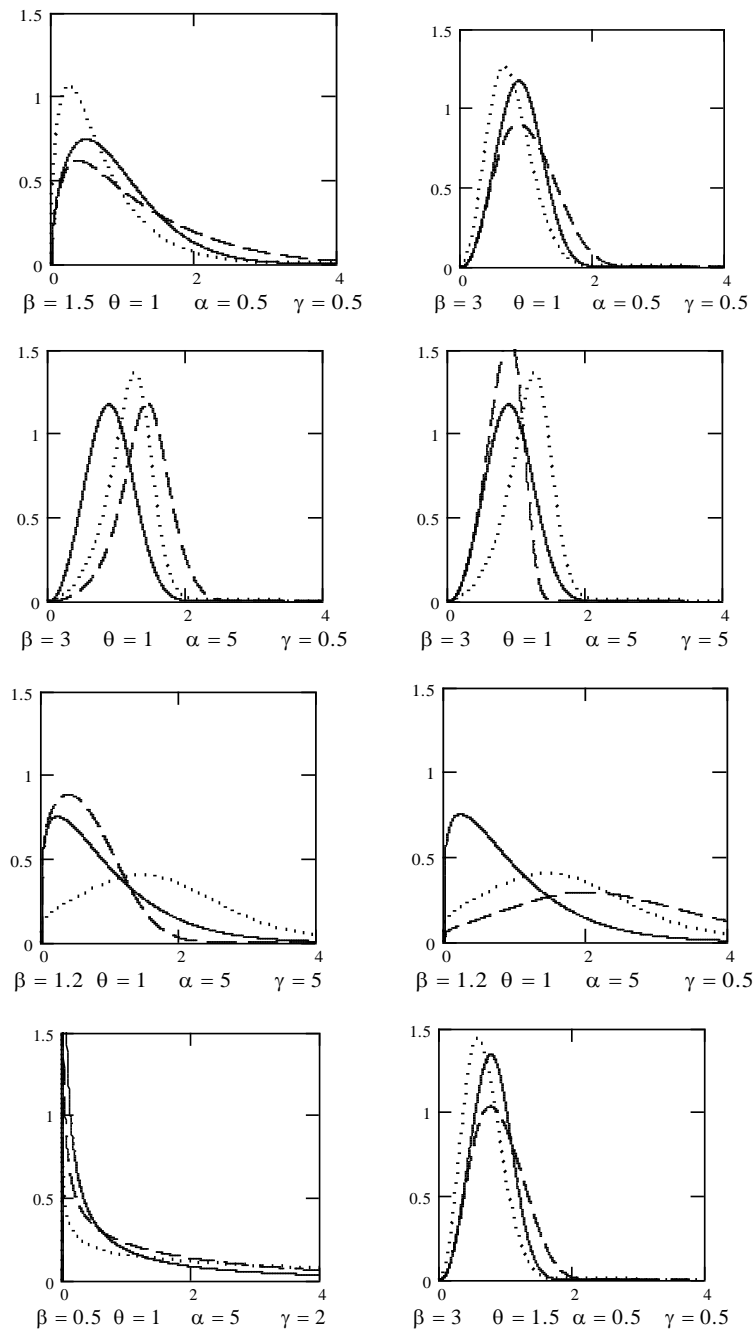 1.5
1
0.5
0
0 2 4
β = 1.5 θ = 1 α = 0.5 γ = 0.5
1.5
1
0.5
0
0 2 4
β = 3 θ = 1 α = 0.5 γ = 0.5
1.5
1
0.5
0
0 2 4
β = 3 θ = 1 α = 5 γ = 0.5
1.5
1
0.5
0
0 2 4
β = 3 θ = 1 α = 5 γ = 5
1.5
1
0.5
0
0 2 4
β = 1.2 θ = 1 α = 5 γ = 5
1.5
1
0.5
0
0 2 4
β = 1.2 θ = 1 α = 5 γ = 0.5
1.5
1
0.5
0
0 2 4
β = 0.5 θ = 1 α = 5 γ = 2
1.5
1
0.5
0
0 2 4
β = 3 θ = 1.5 α = 0.5 γ = 0.5